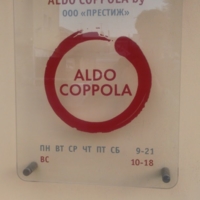 ALDO COPPOLA by
ООО «ПРЕСТИЖ»
ALDO
COPPOLA
ПН ВТ СР ЧТ ПТ СБ 9-21
ВС 10-18